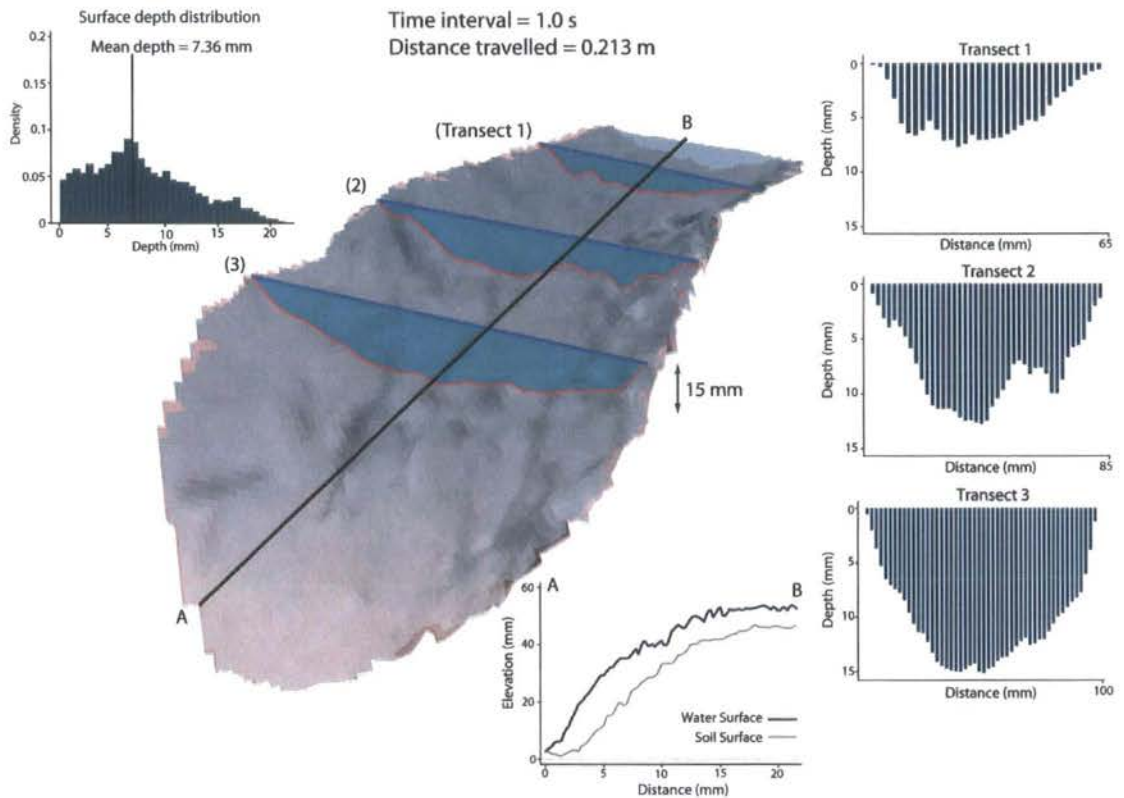 Surface depth distribution
Mean depth = 7.36 mm
0.2
0.15
0.1
0.05
0
Density
0 5 10 15 20
Depth (mm)
Time interval = 1.0 s
Distance travelled = 0.213 m
(Transect 1)
(2)
(3)
A
B
15 mm
Transect 1
0
5
10
15
Depth (mm)
Distance (mm)
65
Transect 2
0
5
10
15
Depth (mm)
Distance (mm)
85
Transect 3
0
5
10
15
Depth (mm)
Distance (mm)
100
A
B
60
40
20
0
Elevation (mm)
Water Surface
Soil Surface
0 5 10 15 20
Distance (mm)